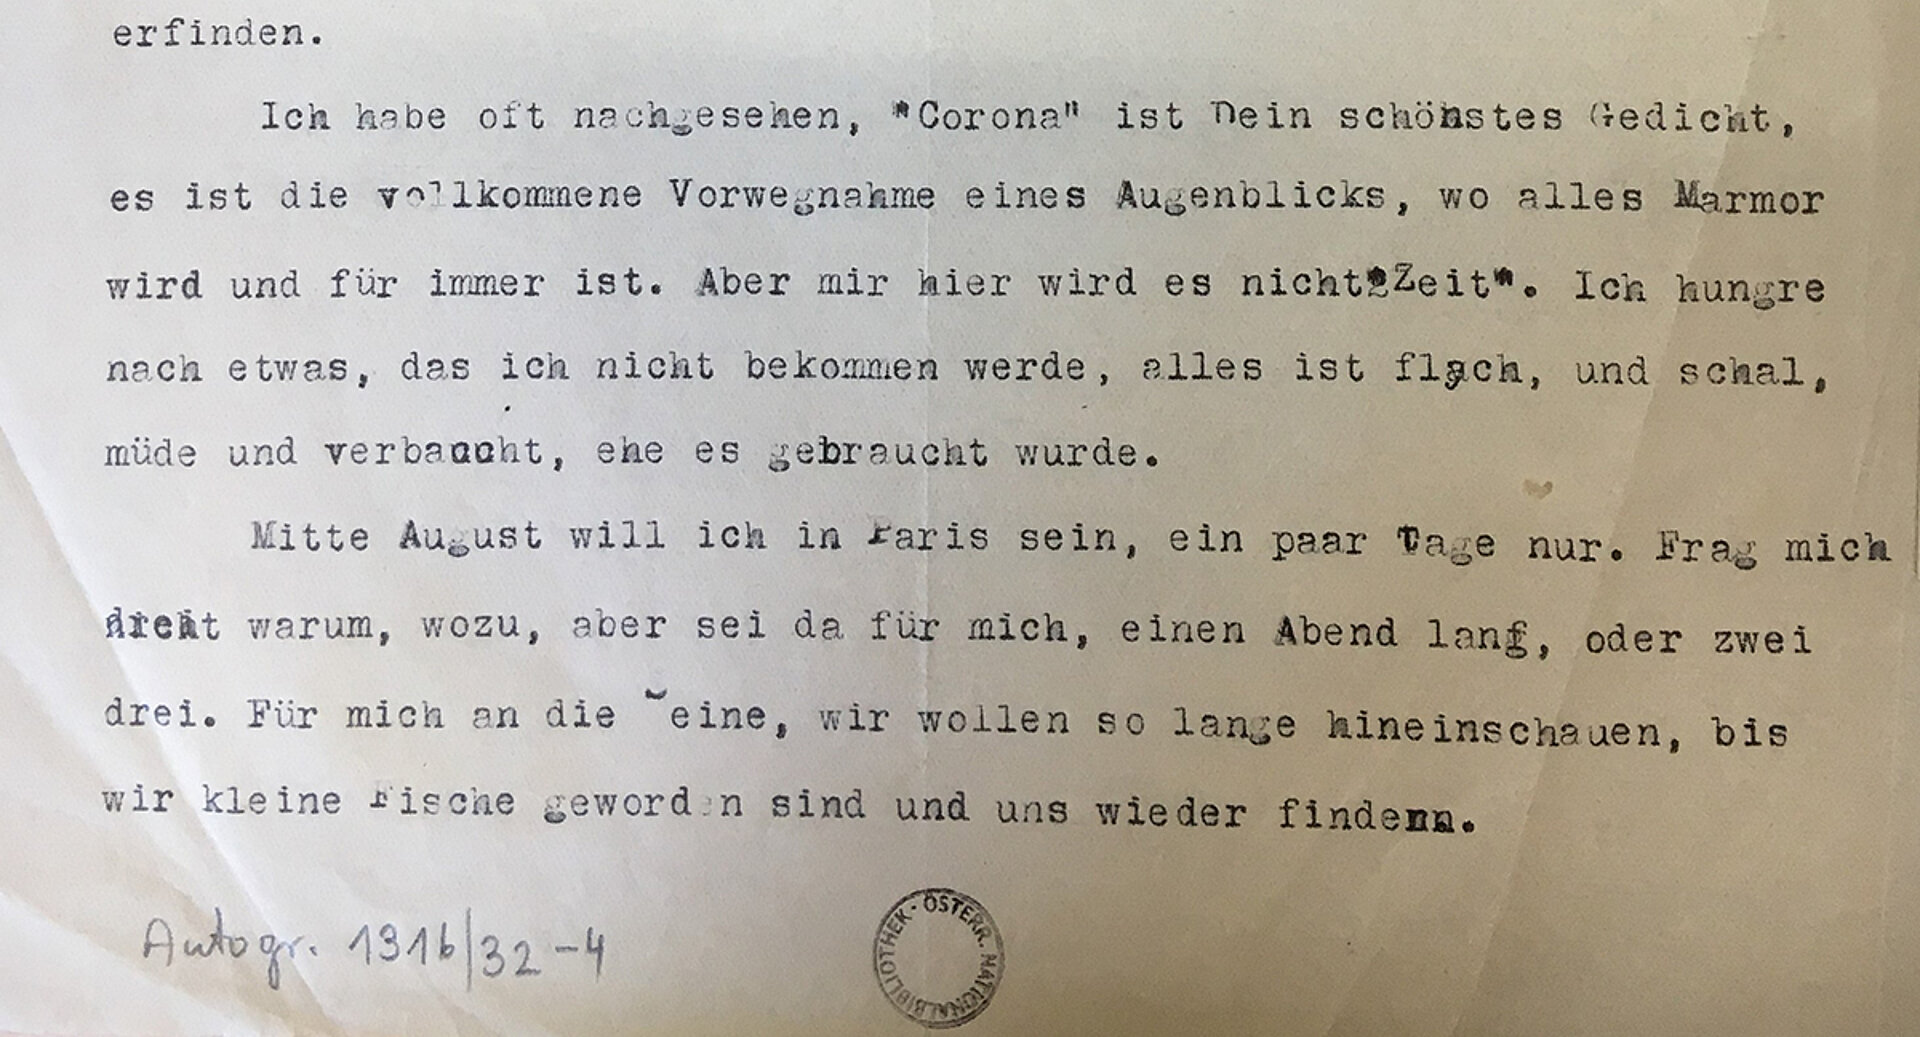 erfinden.
Ich habe oft nachgesehen, "Corona" ist Dein schönstes Gedicht,
es ist die vollkommene Vorwegnahme eines Augenblicks, wo alles Marmor
wird und für immer ist. Aber mir hier wird es nicht "Zeit". Ich hungre
nach etwas, das ich nicht bekommen werde, alles ist flach, und schal,
müde und verbaucht, ehe es gebraucht wurde.
Mitte August will ich in Paris sein, ein paar Tage nur. Frag mich
warum, wozu, aber sei da für mich, einen Abend lang, oder zwei
drei. Für mich an die Seine, wir wollen so lange hineinschauen, bis
wir kleine Fische geworden sind und uns wieder finden.
Autogr. 1316/32-4
ÖSTERR. NATIONALBIBLIOTHEK